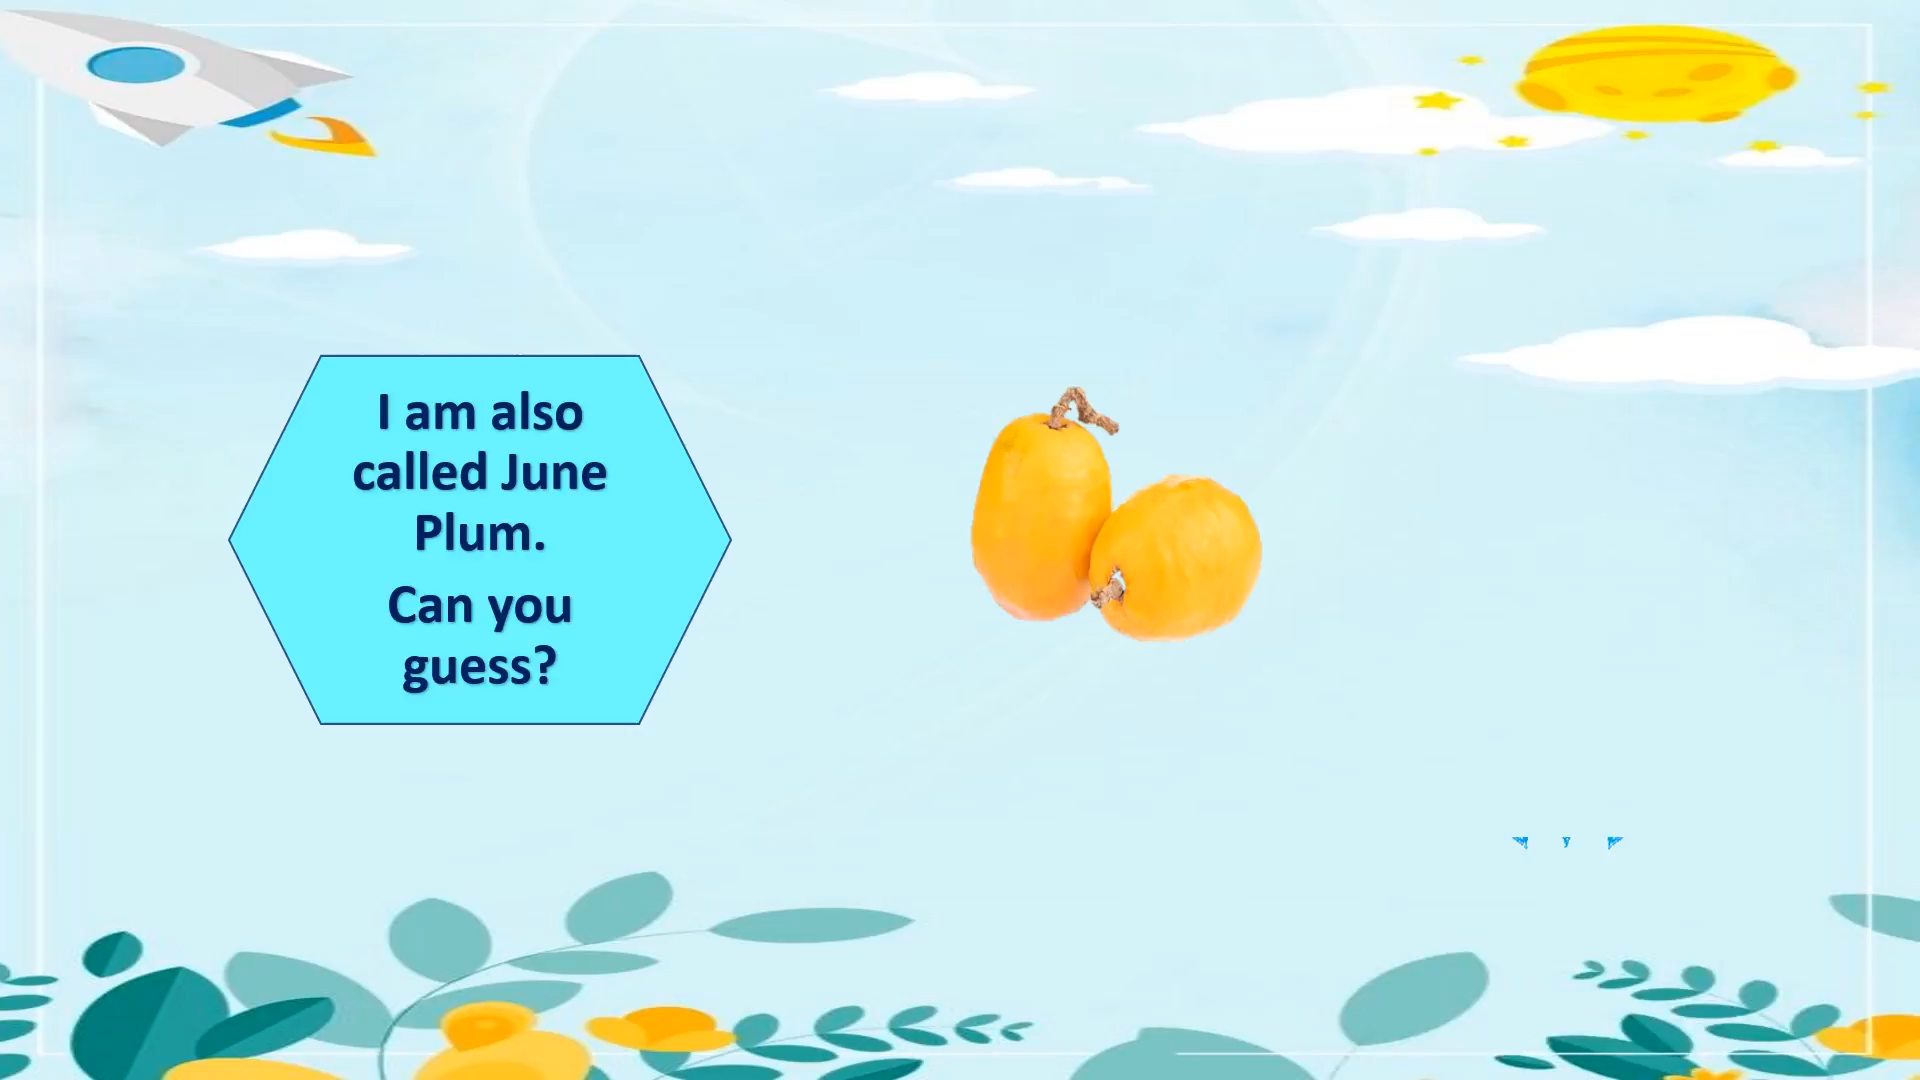 I am also
called June
Plum.
Can you
guess?